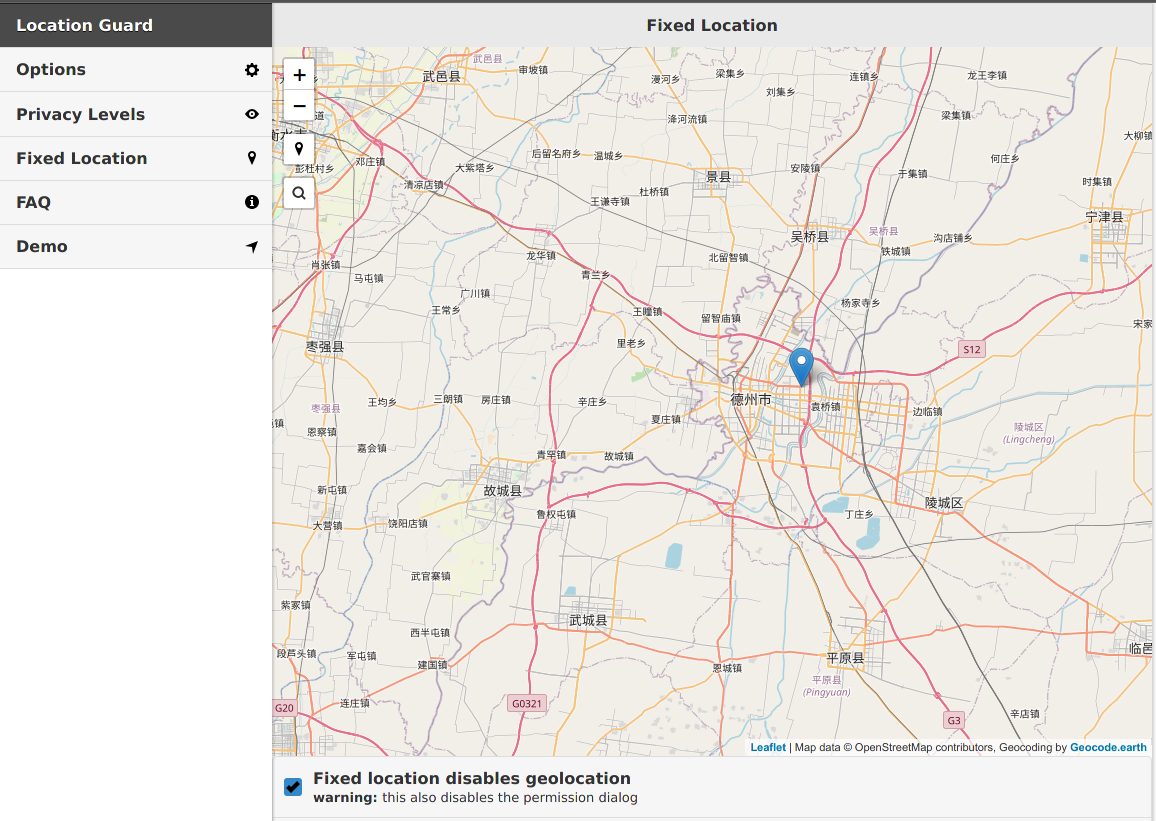 Location Guard
Options
Privacy Levels
Fixed Location
FAQ
Demo
Fixed Location
+
−
武邑县
武邑县
审坡镇
漫河乡
梁集乡
刘集乡
连镇乡
龙王李镇
梁集镇
大柳镇
衡水市
道
洚河流镇
彭杜村乡
邓庄镇
清凉店镇
大紫塔乡
后留名府乡
温城乡
杜桥镇
王谦寺镇
景县
安陵镇
于集镇
何庄乡
时集镇
宁津县
吴桥县
吴桥县
铁城镇
沟店铺乡
肖张镇
马屯镇
龙华镇
青兰乡
北留智镇
广川镇
王常乡
王瞳镇
留智庙镇
杨家寺乡
宋家
枣强县
里老乡
S12
德州市
袁桥镇
边临镇
枣强县
王均乡
三朗镇
房庄镇
辛庄乡
夏庄镇
陵城区
(Lingcheng)
镇
恩察镇
嘉会镇
青罕镇
故城镇
新屯镇
故城县
陵城区
大营镇
饶阳店镇
鲁权屯镇
丁庄乡
武官寨镇
紫冢镇
武城县
西半屯镇
段芦头镇
军屯镇
建国镇
恩城镇
平原县
临邑
平原县
(Pingyuan)
G20
连庄镇
G0321
G3
辛店镇
Leaflet | Map data © OpenStreetMap contributors, Geocoding by Geocode.earth
Fixed location disables geolocation
warning: this also disables the permission dialog